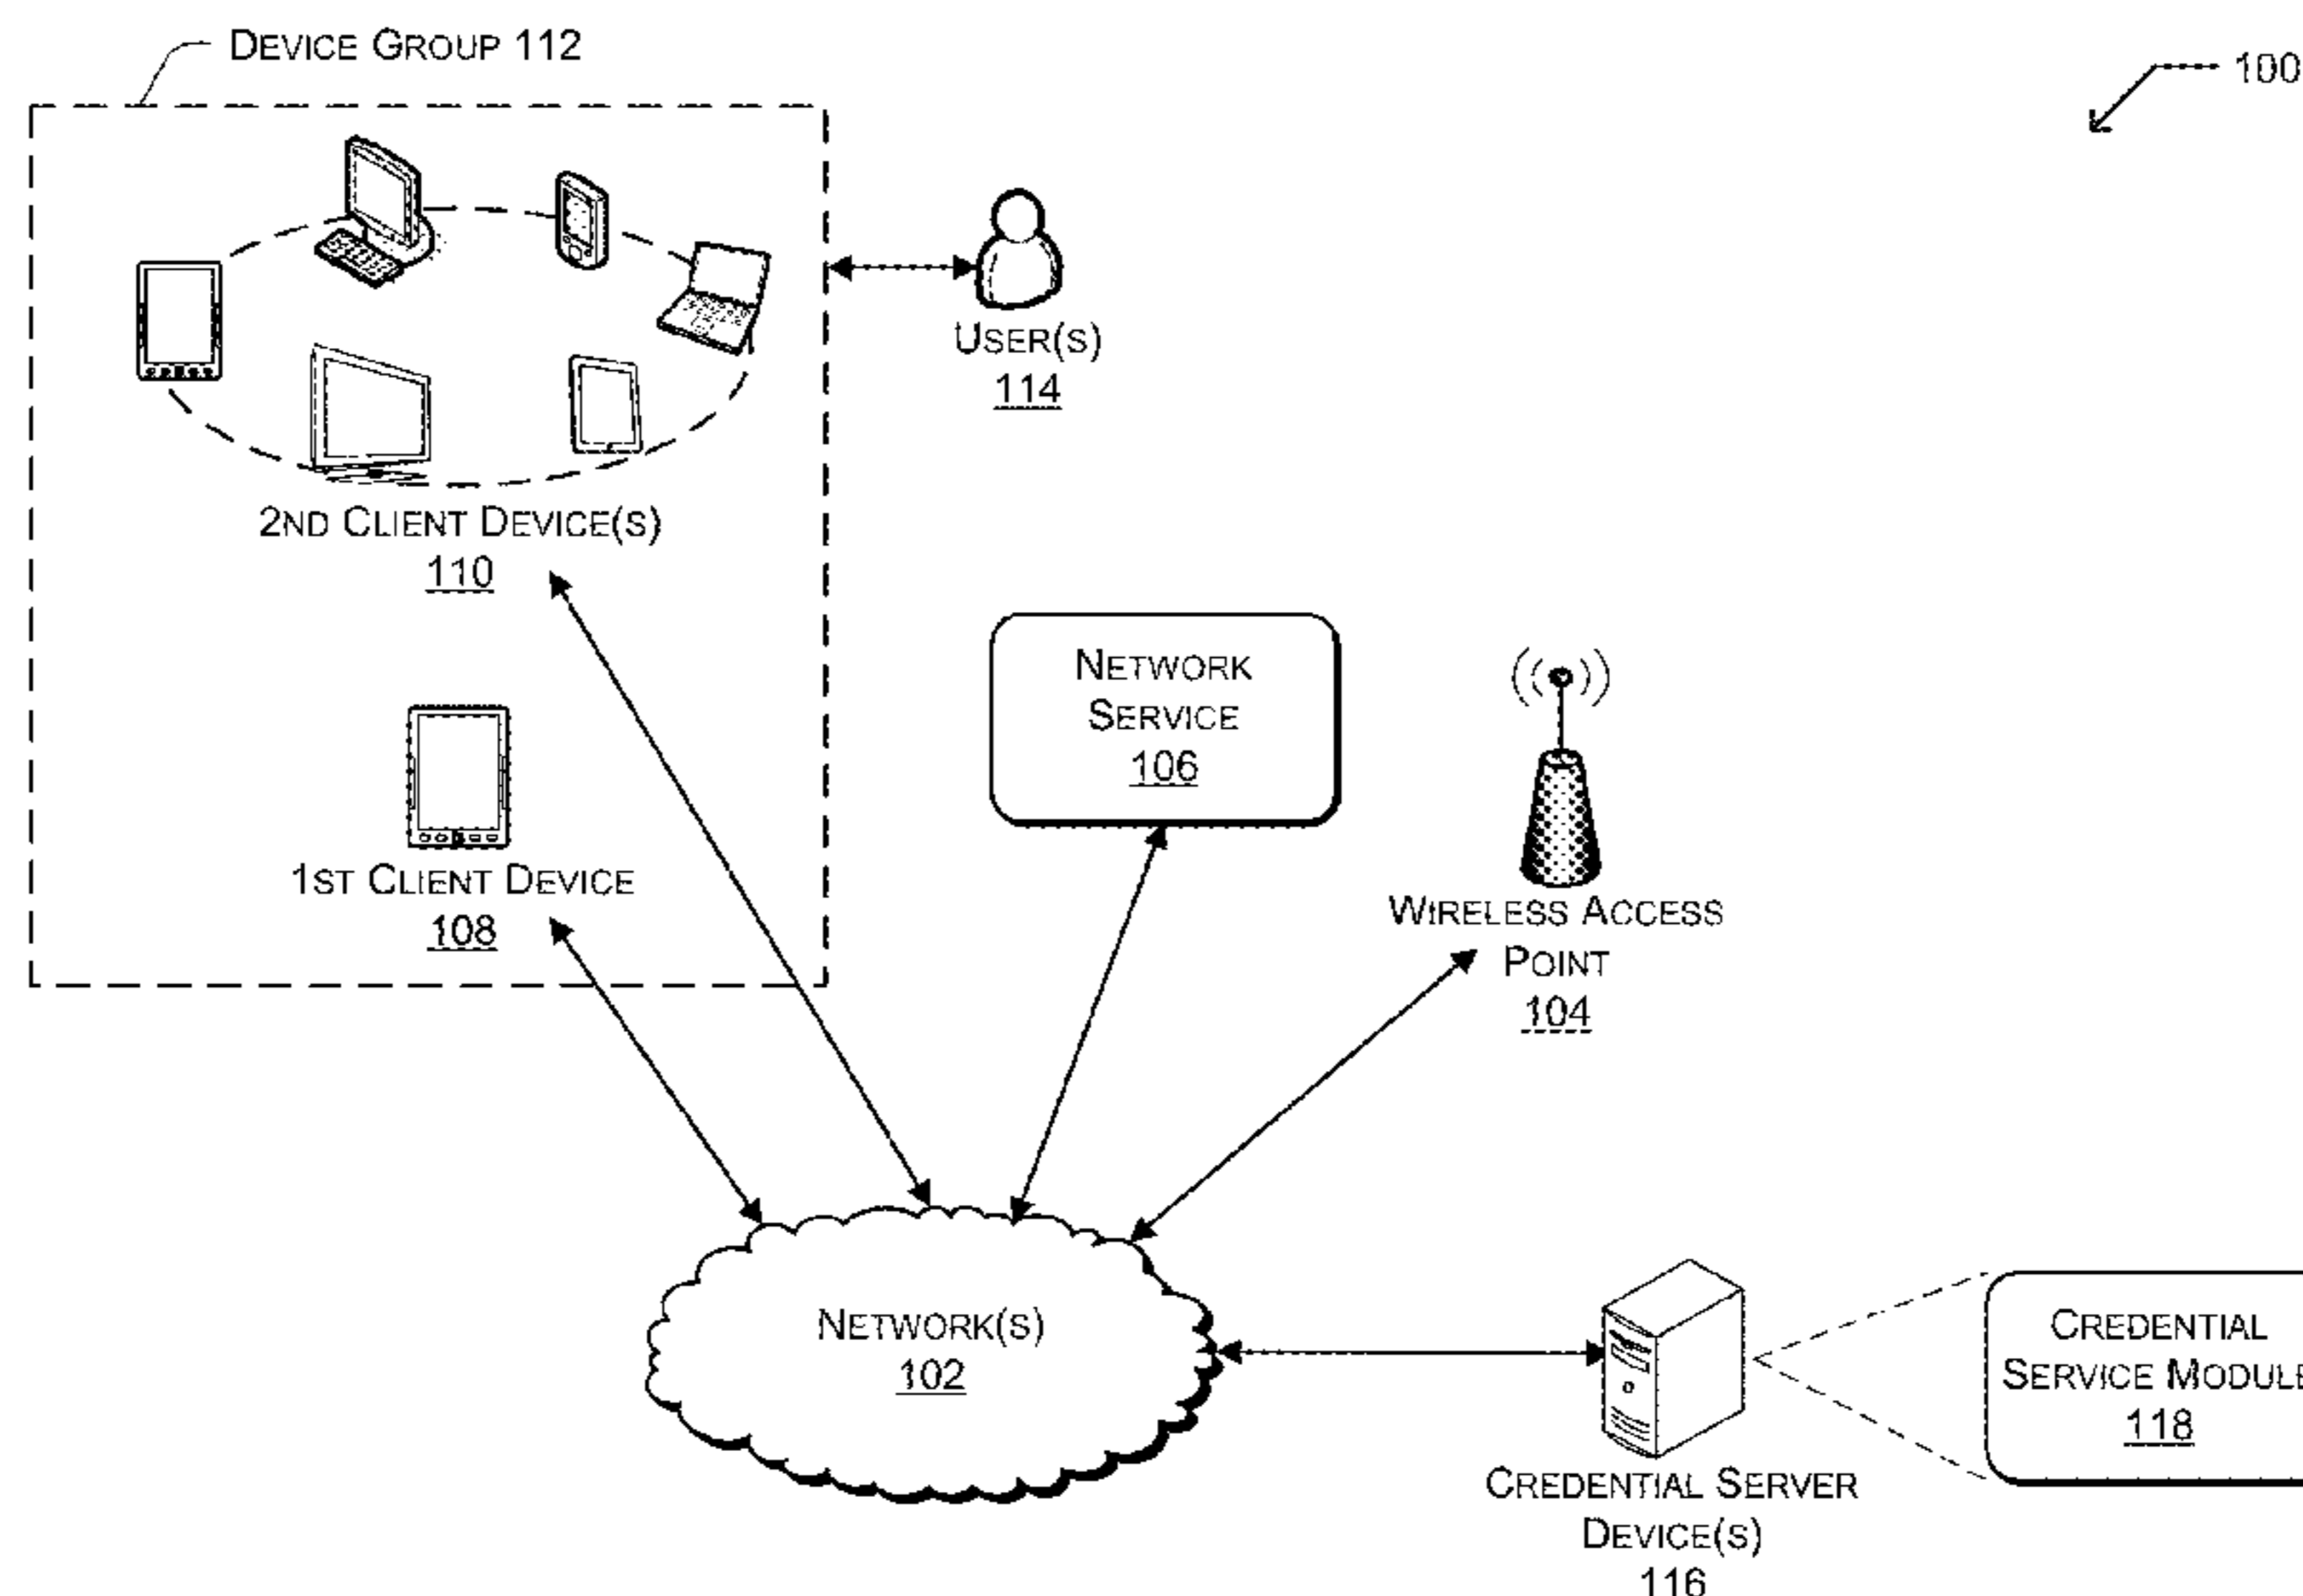 DEVICE GROUP 112
100
USER(S)
114
2ND CLIENT DEVICE(S)
110
NETWORK
SERVICE
106
1ST CLIENT DEVICE
108
WIRELESS ACCESS
POINT
104
NETWORK(S)
102
CREDENTIAL
SERVICE MODULE
118
CREDENTIAL SERVER
DEVICE(S)
116